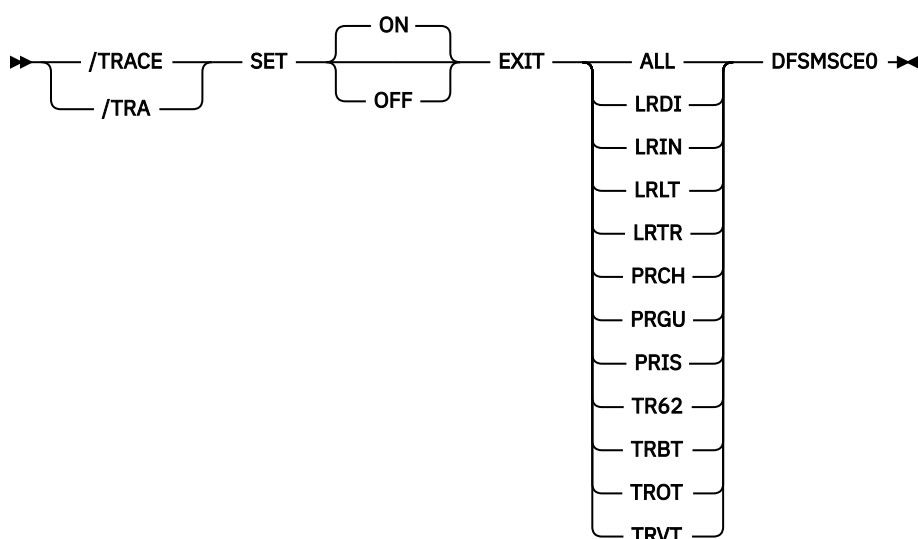 ON
/TRACE SET EXIT ALL DFSMSCE0
/TRA OFF LRDI
LRIN
LRLT
LRTR
PRCH
PRGU
PRIS
TR62
TRBT
TROT
TRVT